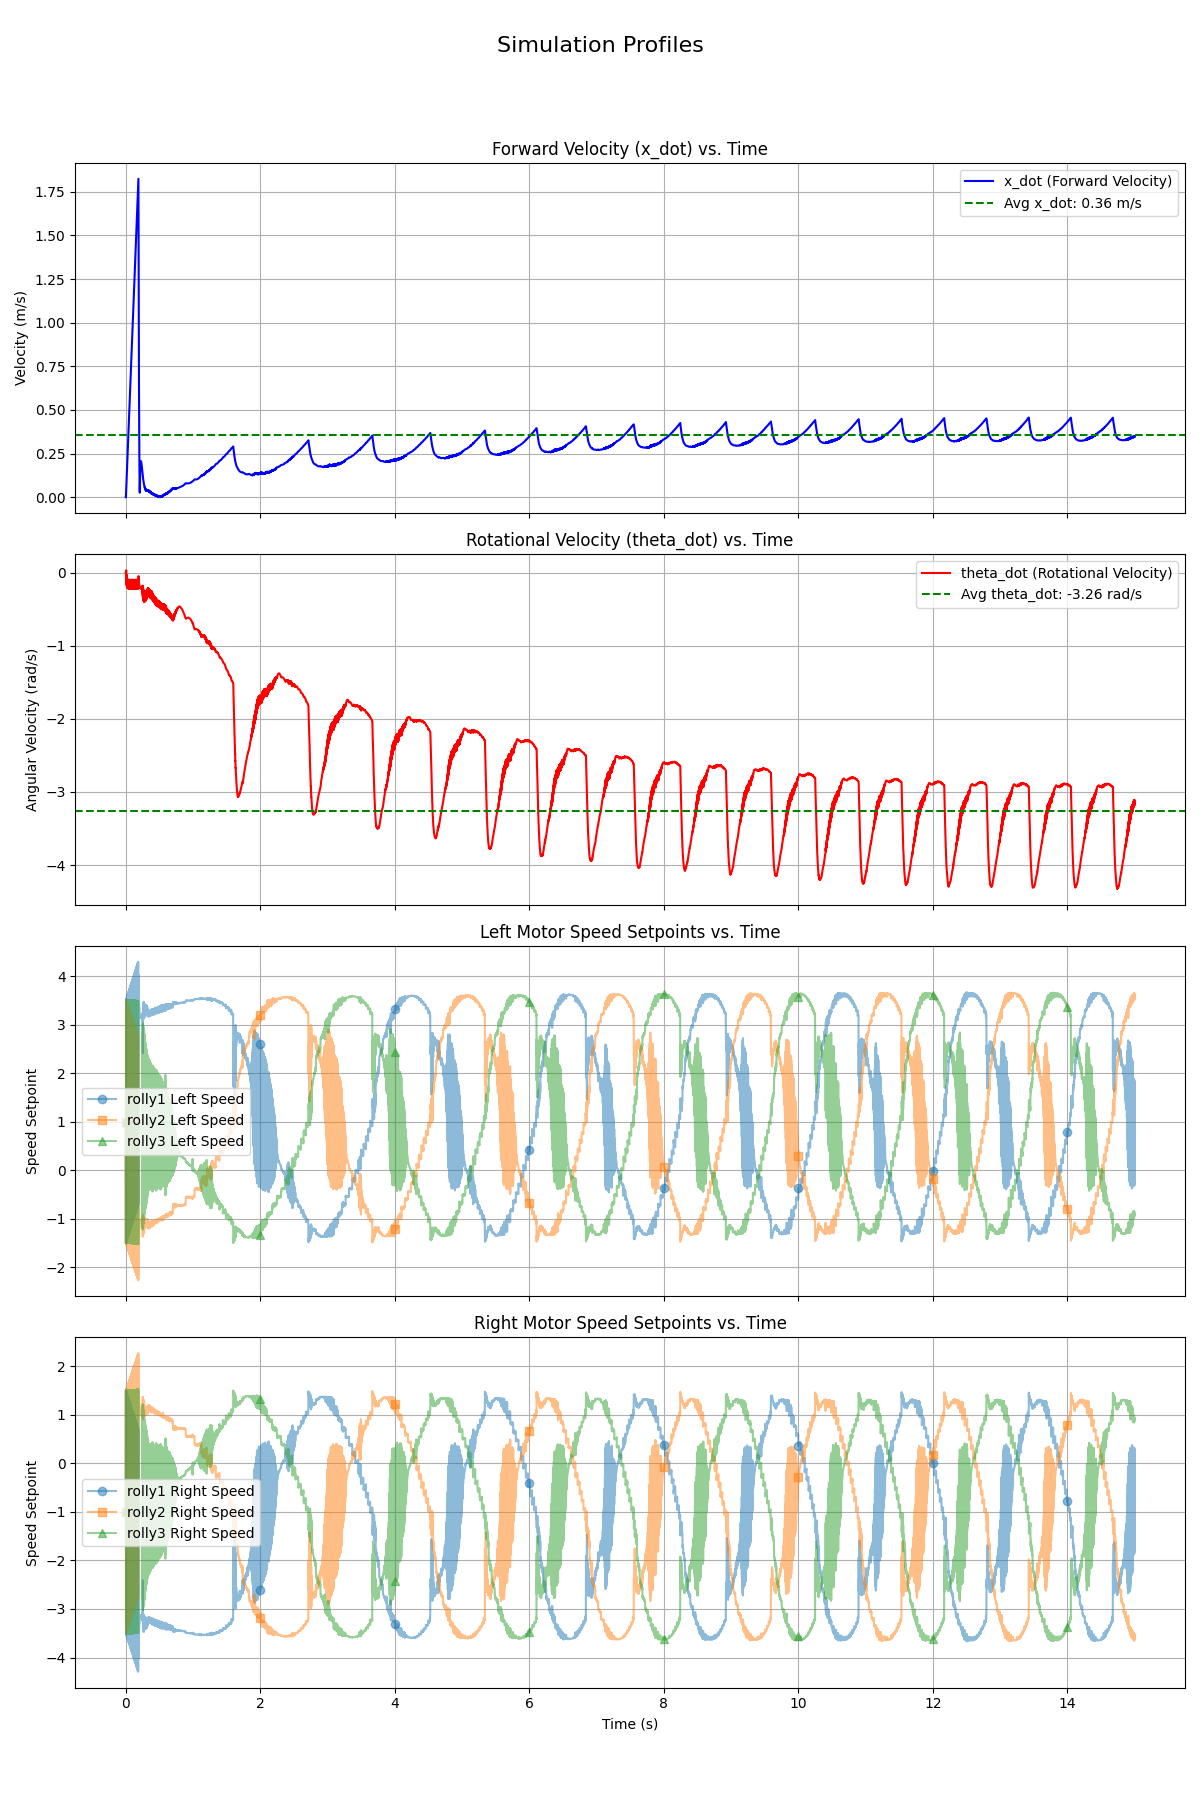 Simulation Profiles
Forward Velocity (x_dot) vs. Time
Velocity (m/s)
1.75
1.50
1.25
1.00
0.75
0.50
0.25
0.00
x_dot (Forward Velocity)
Avg x_dot: 0.36 m/s
Rotational Velocity (theta_dot) vs. Time
Angular Velocity (rad/s)
0
−1
−2
−3
−4
theta_dot (Rotational Velocity)
Avg theta_dot: -3.26 rad/s
Left Motor Speed Setpoints vs. Time
Speed Setpoint
4
3
2
1
0
−1
−2
rolly1 Left Speed
rolly2 Left Speed
rolly3 Left Speed
Right Motor Speed Setpoints vs. Time
Speed Setpoint
2
1
0
−1
−2
−3
−4
rolly1 Right Speed
rolly2 Right Speed
rolly3 Right Speed
0 2 4 6 8 10 12 14
Time (s)